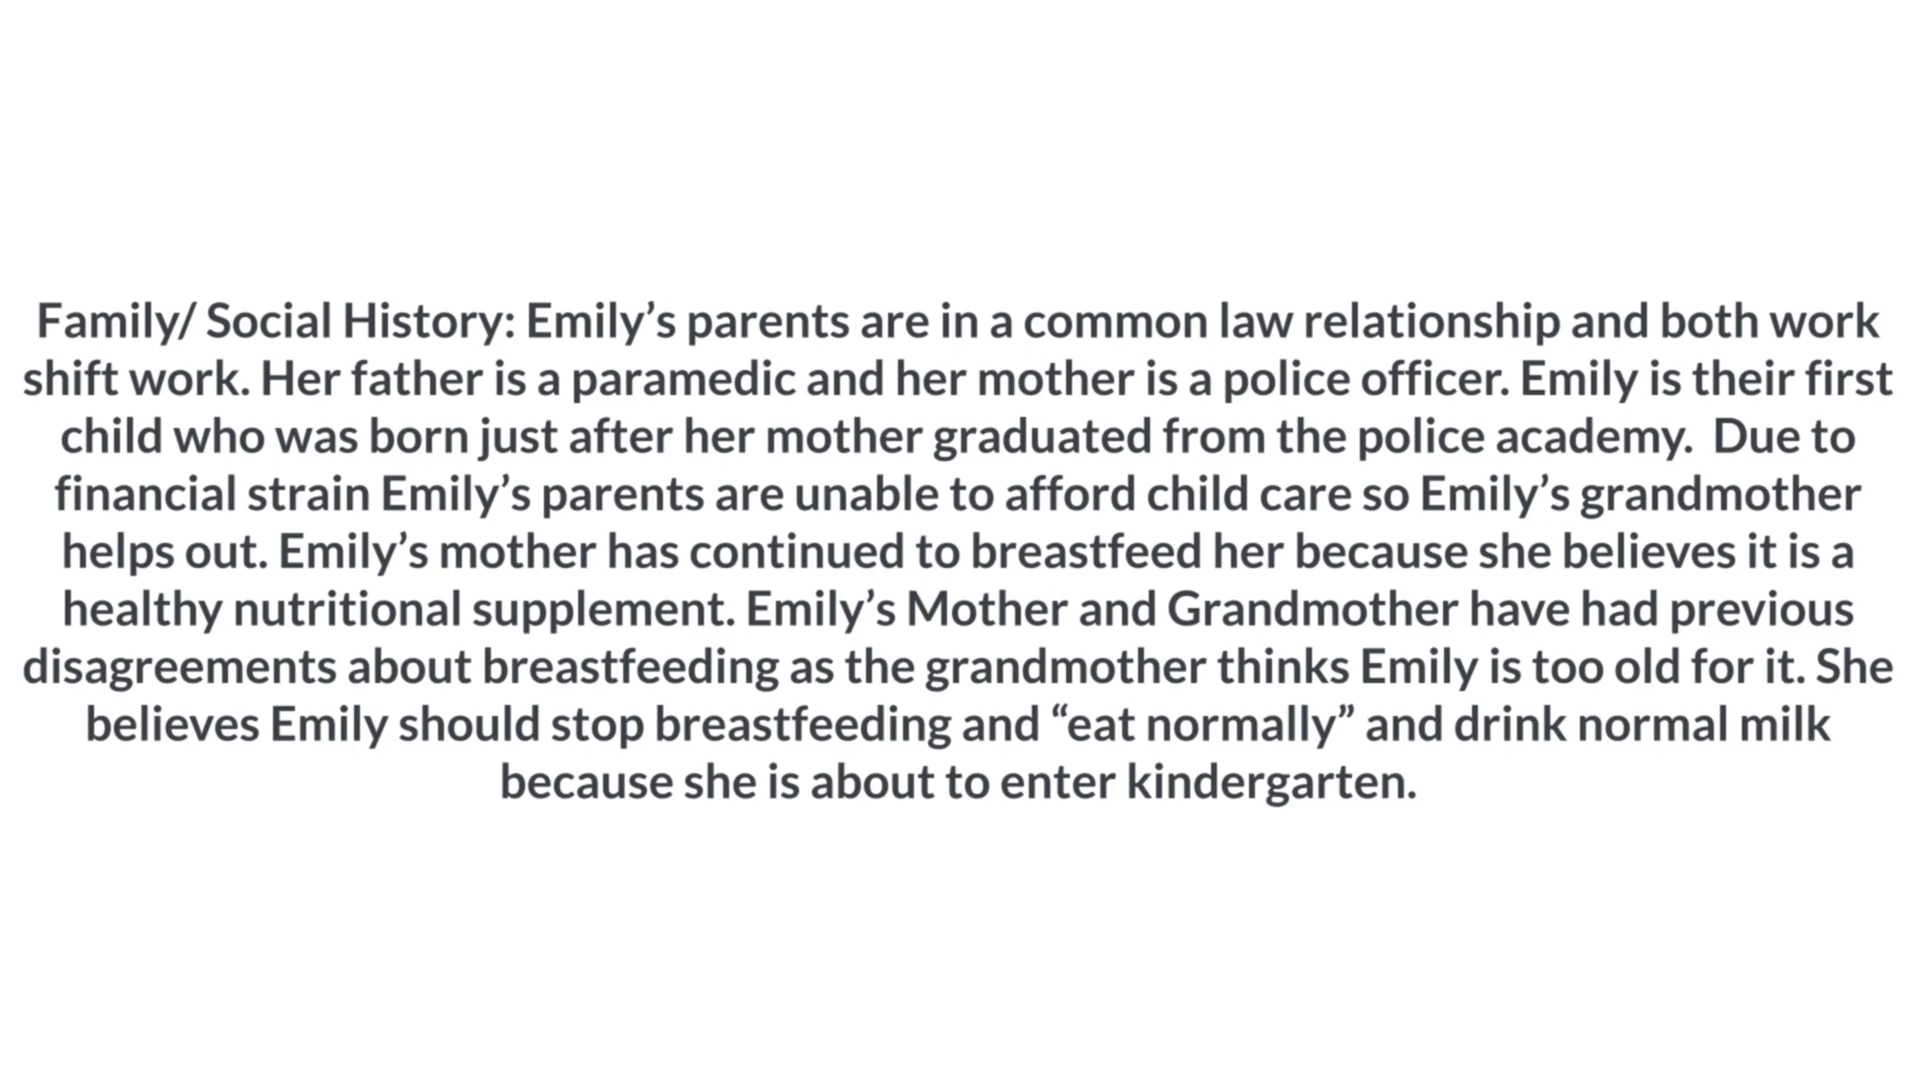 Family/ Social History: Emily’s parents are in a common law relationship and both work
shift work. Her father is a paramedic and her mother is a police officer. Emily is their first
child who was born just after her mother graduated from the police academy.  Due to
financial strain Emily’s parents are unable to afford child care so Emily’s grandmother
helps out. Emily’s mother has continued to breastfeed her because she believes it is a
healthy nutritional supplement. Emily’s Mother and Grandmother have had previous
disagreements about breastfeeding as the grandmother thinks Emily is too old for it. She
believes Emily should stop breastfeeding and “eat normally” and drink normal milk
because she is about to enter kindergarten.